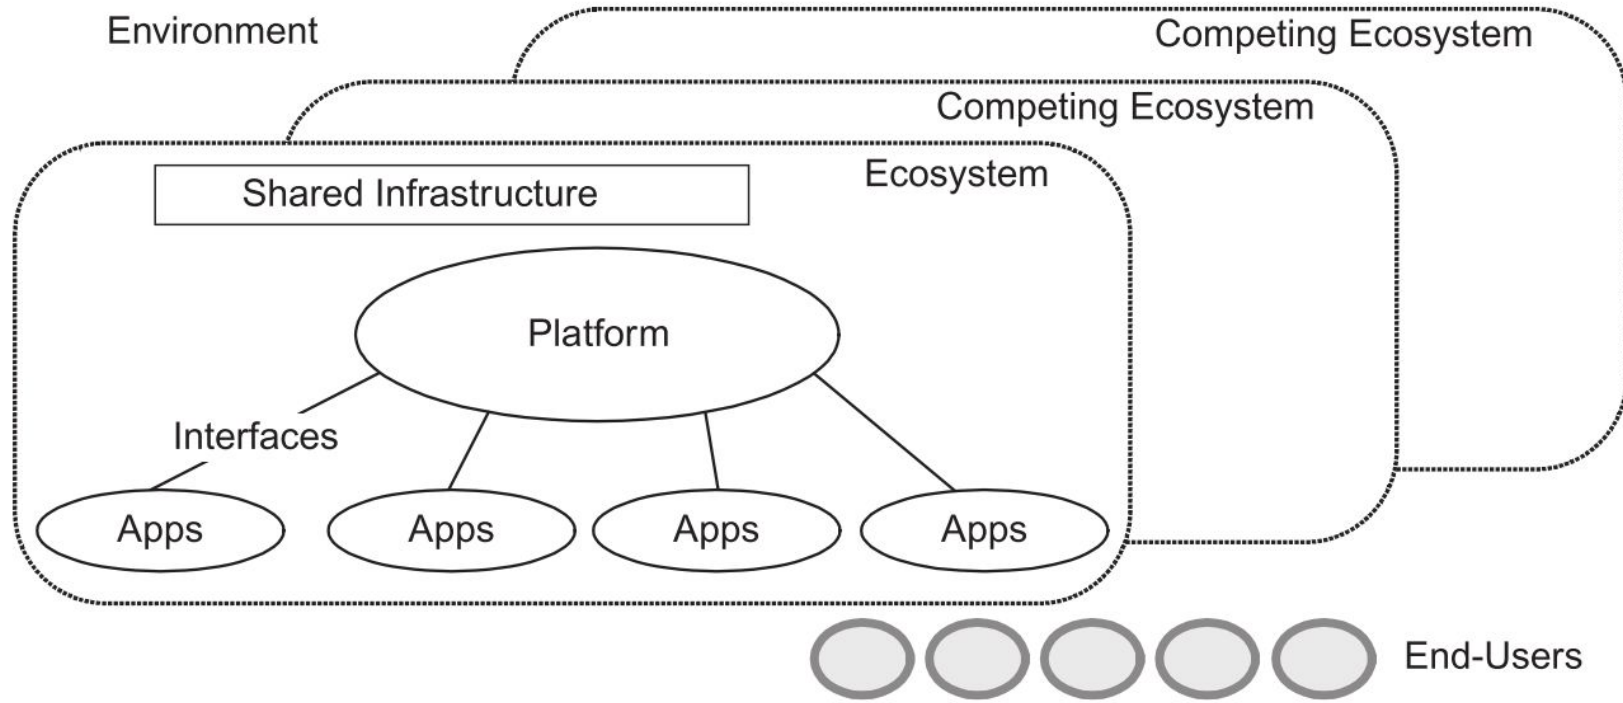 Environment
Competing Ecosystem
Competing Ecosystem
Ecosystem
Shared Infrastructure
Platform
Interfaces
Apps
Apps
Apps
Apps
End-Users